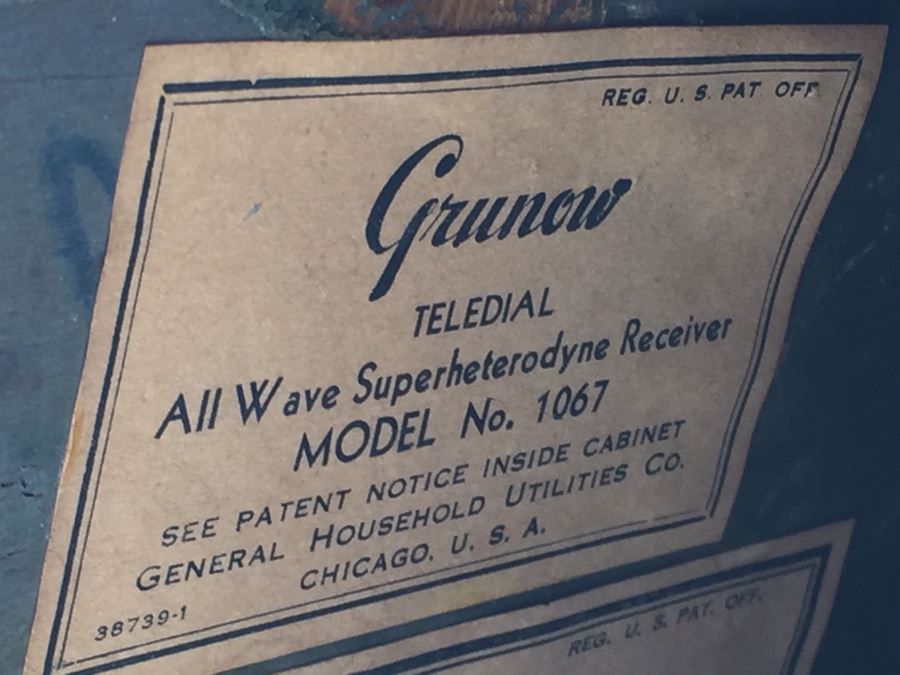 REG. U. S. PAT. OFF.
Grunow
TELEDIAL
All Wave Superheterodyne Receiver
MODEL No. 1067
SEE PATENT NOTICE INSIDE CABINET
GENERAL HOUSEHOLD UTILITIES CO.
CHICAGO, U. S. A.
38739-1
REG. U. S. PAT. OFF.